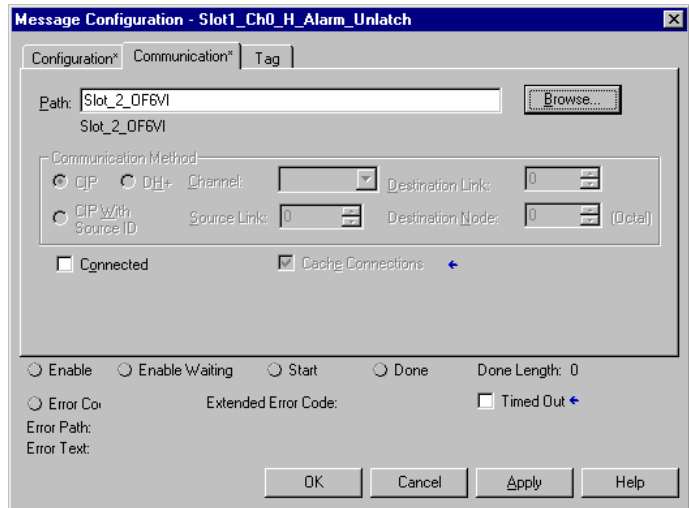 Message Configuration - Slot1_Ch0_H_Alarm_Unlatch
Configuration* Communication* Tag
Path: Slot_2_OF6VI Browse...
Slot_2_OF6VI
Communication Method
CIP DH+ Channel: Destination Link: 0
CIP With Source ID Source Link: 0 Destination Node: 0 (Octal)
Connected Cache Connections ←
Enable Enable Waiting Start Done Done Length: 0
Error Co Extended Error Code: Timed Out ←
Error Path:
Error Text:
OK Cancel Apply Help